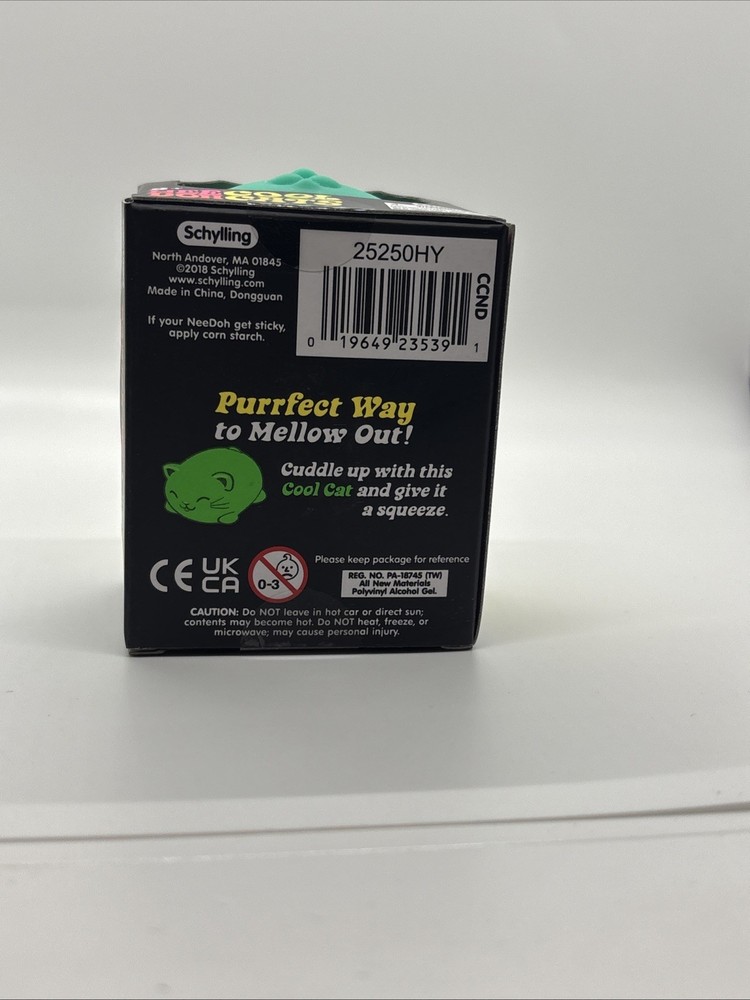 COOL
CATS
Schylling
North Andover, MA 01845
©2018 Schylling
www.schylling.com
Made in China, Dongguan
If your NeeDoh get sticky,
apply corn starch.
25250HY
CCND
0 19649 23539 1
Purrfect Way
to Mellow Out!
Cuddle up with this
Cool Cat and give it
a squeeze.
CE UK
CA
0-3
Please keep package for reference
REG. NO. PA-18745 (TW)
All New Materials
Polyvinyl Alcohol Gel.
CAUTION: Do NOT leave in hot car or direct sun;
contents may become hot. Do NOT heat, freeze, or
microwave; may cause personal injury.